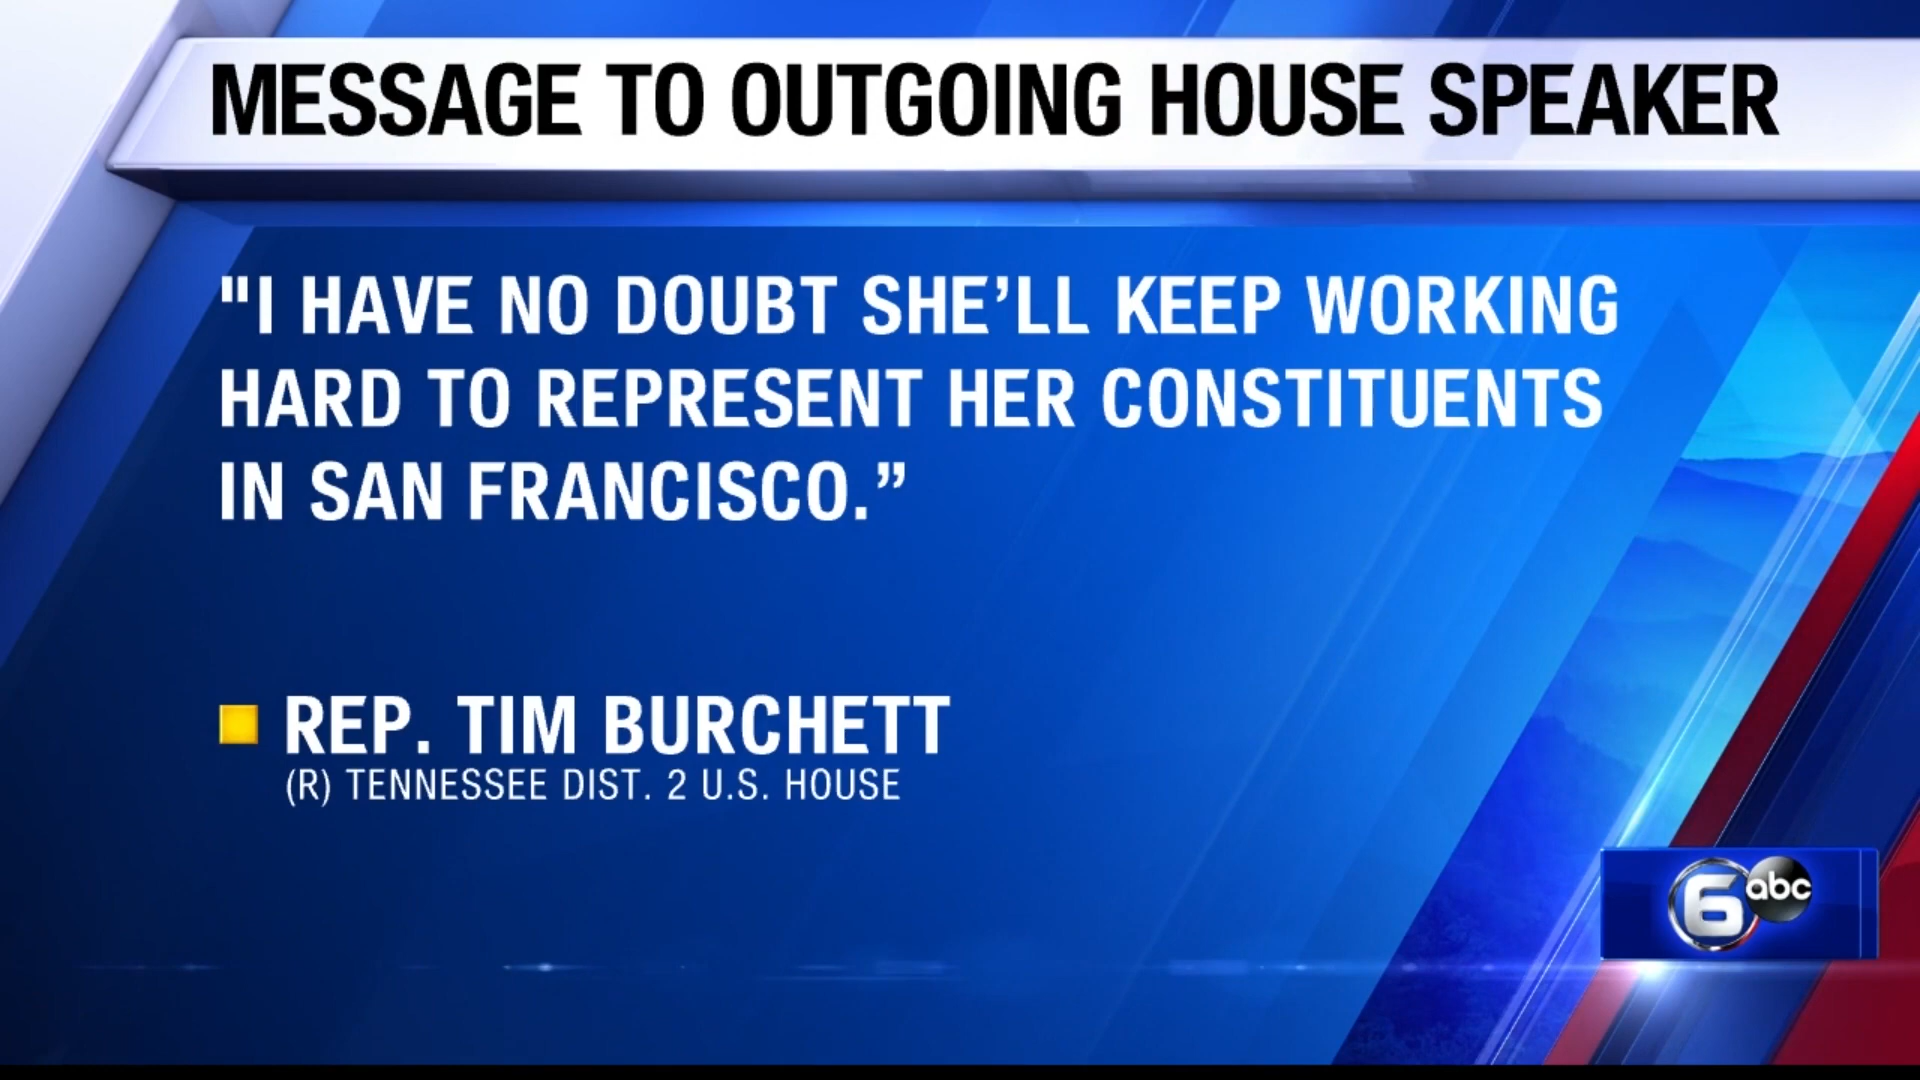 MESSAGE TO OUTGOING HOUSE SPEAKER
"I HAVE NO DOUBT SHE’LL KEEP WORKING
HARD TO REPRESENT HER CONSTITUENTS
IN SAN FRANCISCO.”
REP. TIM BURCHETT
(R) TENNESSEE DIST. 2 U.S. HOUSE
6 abc